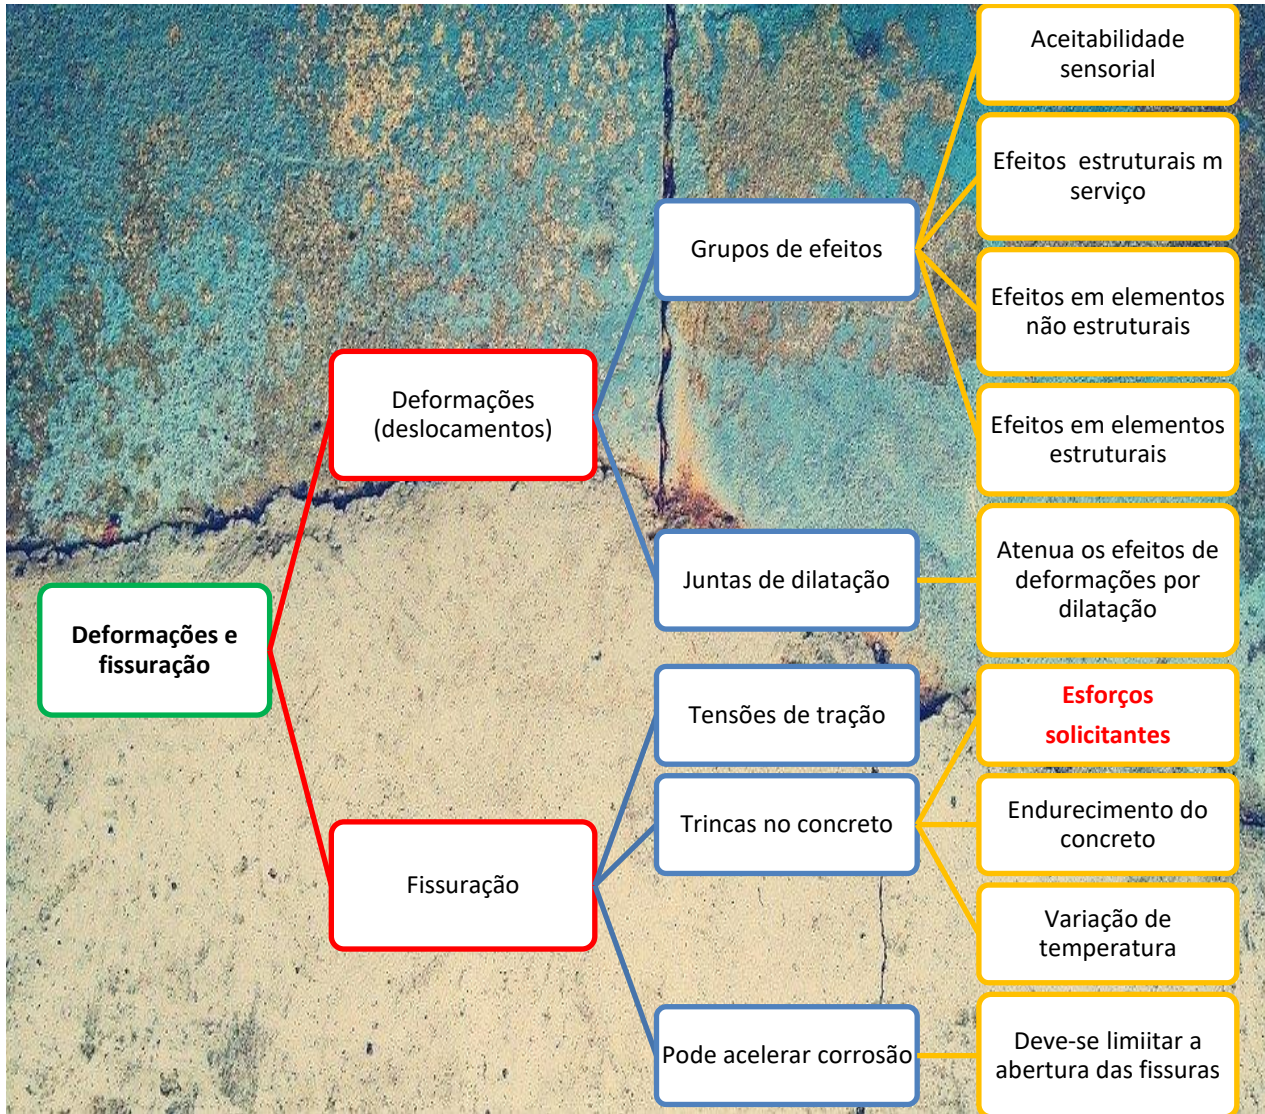 Aceitabilidade
sensorial
Efeitos estruturais m
serviço
Grupos de efeitos
Efeitos em elementos
não estruturais
Deformações
(deslocamentos)
Efeitos em elementos
estruturais
Juntas de dilatação
Atenua os efeitos de
deformações por
dilatação
Deformações e
fissuração
Tensões de tração
Esforços
solicitantes
Trincas no concreto
Endurecimento do
concreto
Fissuração
Variação de
temperatura
Pode acelerar corrosão
Deve-se limiitar a
abertura das fissuras